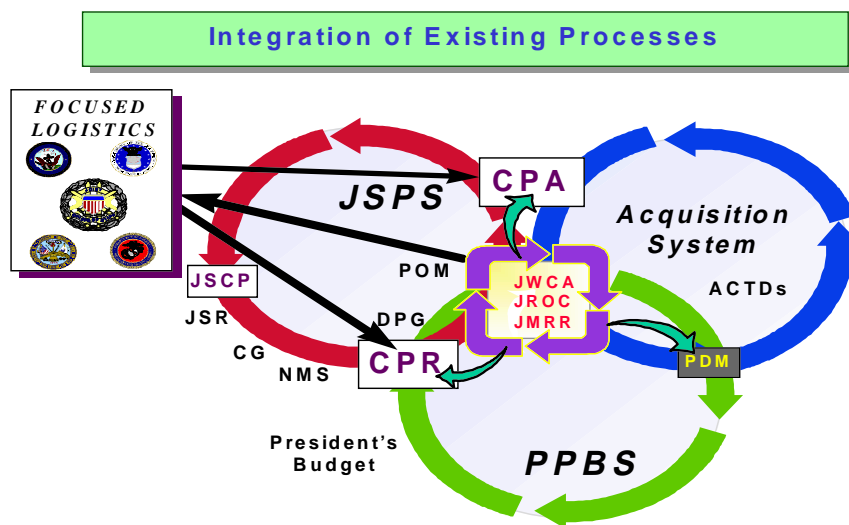 Integration of Existing Processes
FOCUSED
LOGISTICS
JSPS
CPA
Acquisition
System
POM
JWCA
JROC
JMRR
ACTDs
JSCP
JSR
DPG
CG
CPR
NMS
PDM
President's
Budget
PPBS